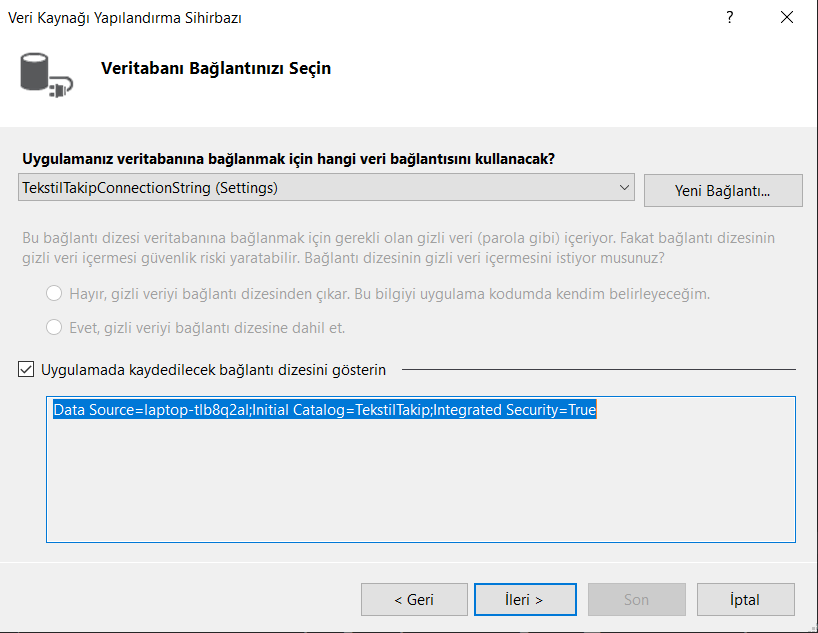 Veri Kaynağı Yapılandırma Sihirbazı
?
Veritabanı Bağlantınızı Seçin
Uygulamanız veritabanına bağlanmak için hangi veri bağlantısını kullanacak?
TekstilTakipConnectionString (Settings)
Yeni Bağlantı...
Bu bağlantı dizesi veritabanına bağlanmak için gerekli olan gizli veri (parola gibi) içeriyor. Fakat bağlantı dizesinin
gizli veri içermesi güvenlik riski yaratabilir. Bağlantı dizesinin gizli veri içermesini istiyor musunuz?
Hayır, gizli veriyi bağlantı dizesinden çıkar. Bu bilgiyi uygulama kodumda kendim belirleyeceğim.
Evet, gizli veriyi bağlantı dizesine dahil et.
Uygulamada kaydedilecek bağlantı dizesini gösterin
Data Source=laptop-tlb8q2al;Initial Catalog=TekstilTakip;Integrated Security=True
< Geri
İleri >
Son
İptal